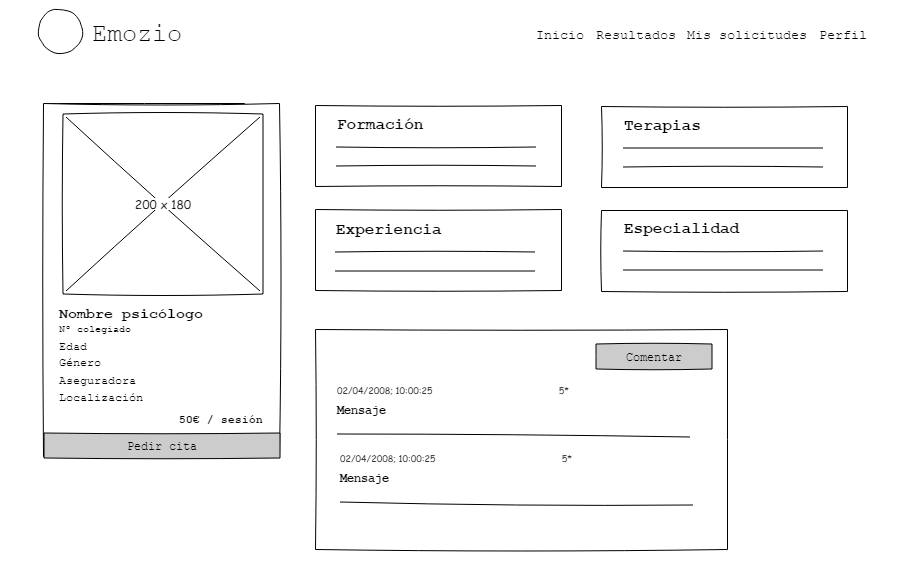 Emozio
Inicio Resultados Mis solicitudes Perfil
200 x 180
Nombre psicólogo
Nº colegiado
Edad
Género
Aseguradora
Localización
50€ / sesión
Pedir cita
Formación
Terapias
Experiencia
Especialidad
Comentar
02/04/2008; 10:00:25 5*
Mensaje
02/04/2008; 10:00:25 5*
Mensaje